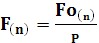 F₍ₙ₎ = Fo₍ₙ₎ / P